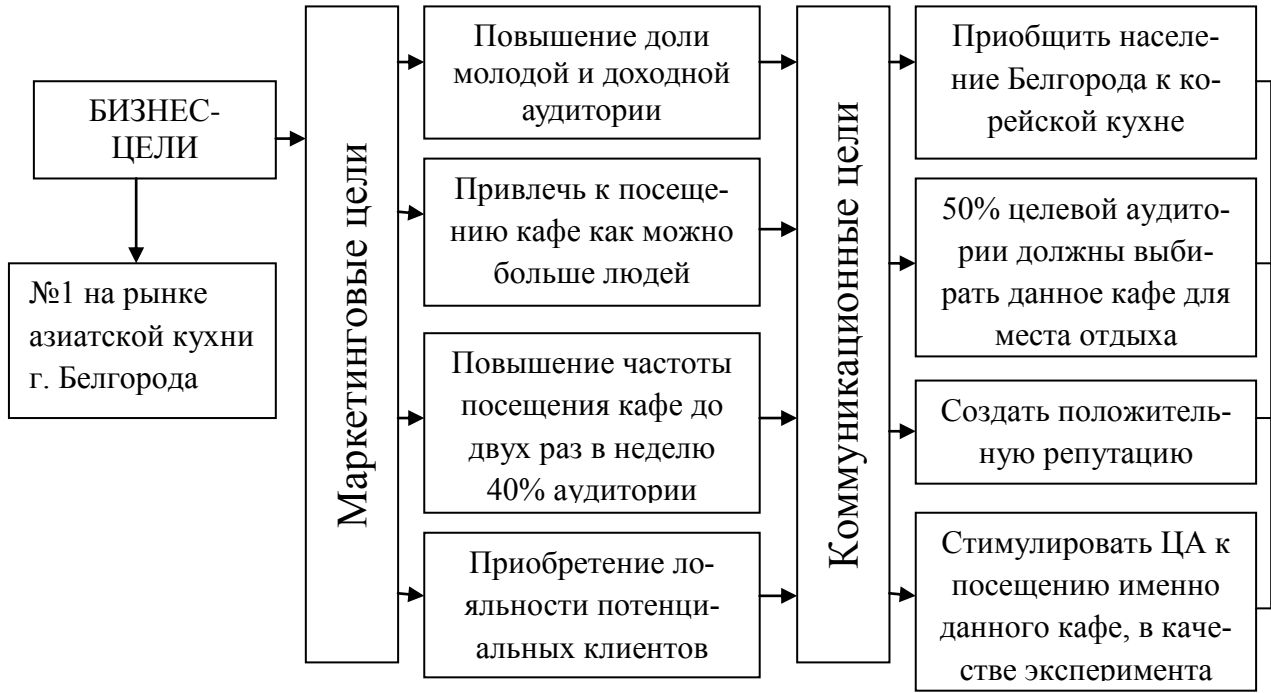 БИЗНЕС-
ЦЕЛИ
№1 на рынке
азиатской кухни
г. Белгорода
Маркетинговые цели
Повышение доли
молодой и доходной
аудитории
Привлечь к посеще-
нию кафе как можно
больше людей
Повышение частоты
посещения кафе до
двух раз в неделю
40% аудитории
Приобретение ло-
яльности потенци-
альных клиентов
Коммуникационные цели
Приобщить населе-
ние Белгорода к ко-
рейской кухне
50% целевой аудито-
рии должны выби-
рать данное кафе для
места отдыха
Создать положитель-
ную репутацию
Стимулировать ЦА к
посещению именно
данного кафе, в каче-
стве эксперимента